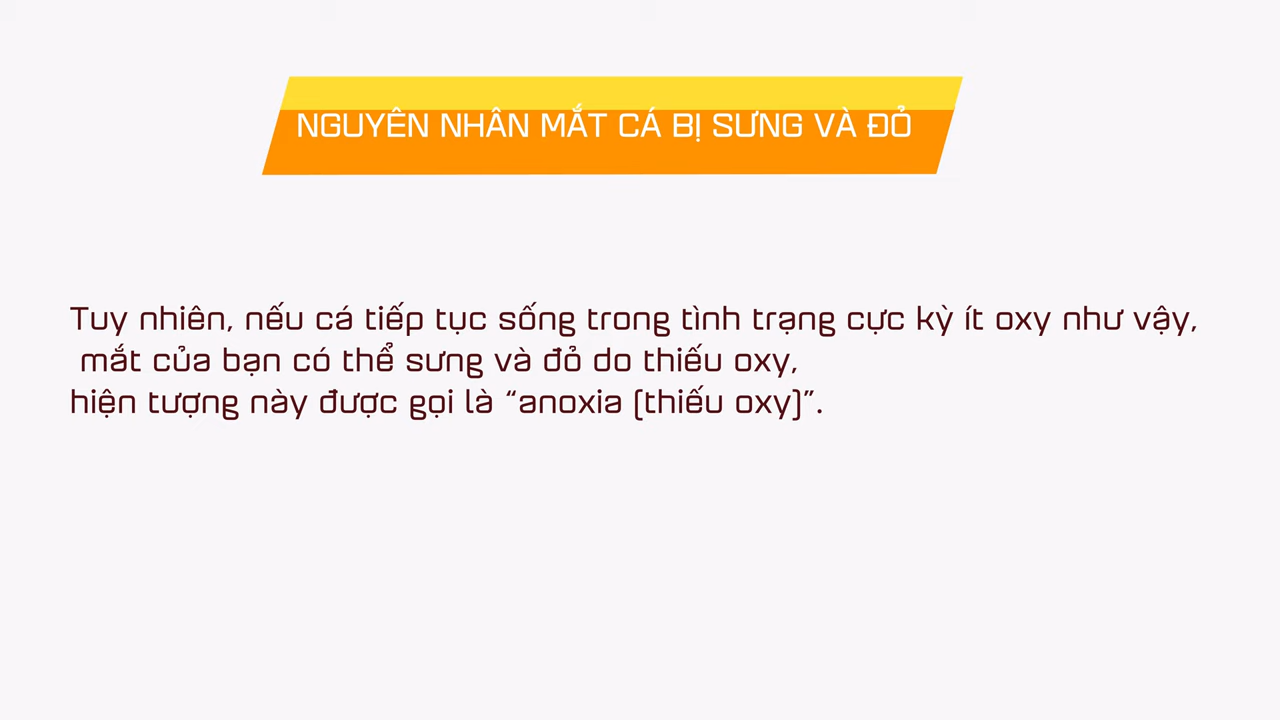 NGUYÊN NHÂN MẮT CÁ BỊ SƯNG VÀ ĐỎ
Tuy nhiên, nếu cá tiếp tục sống trong tình trạng cực kỳ ít oxy như vậy,
mắt của bạn có thể sưng và đỏ do thiếu oxy,
hiện tượng này được gọi là “anoxia (thiếu oxy)”.